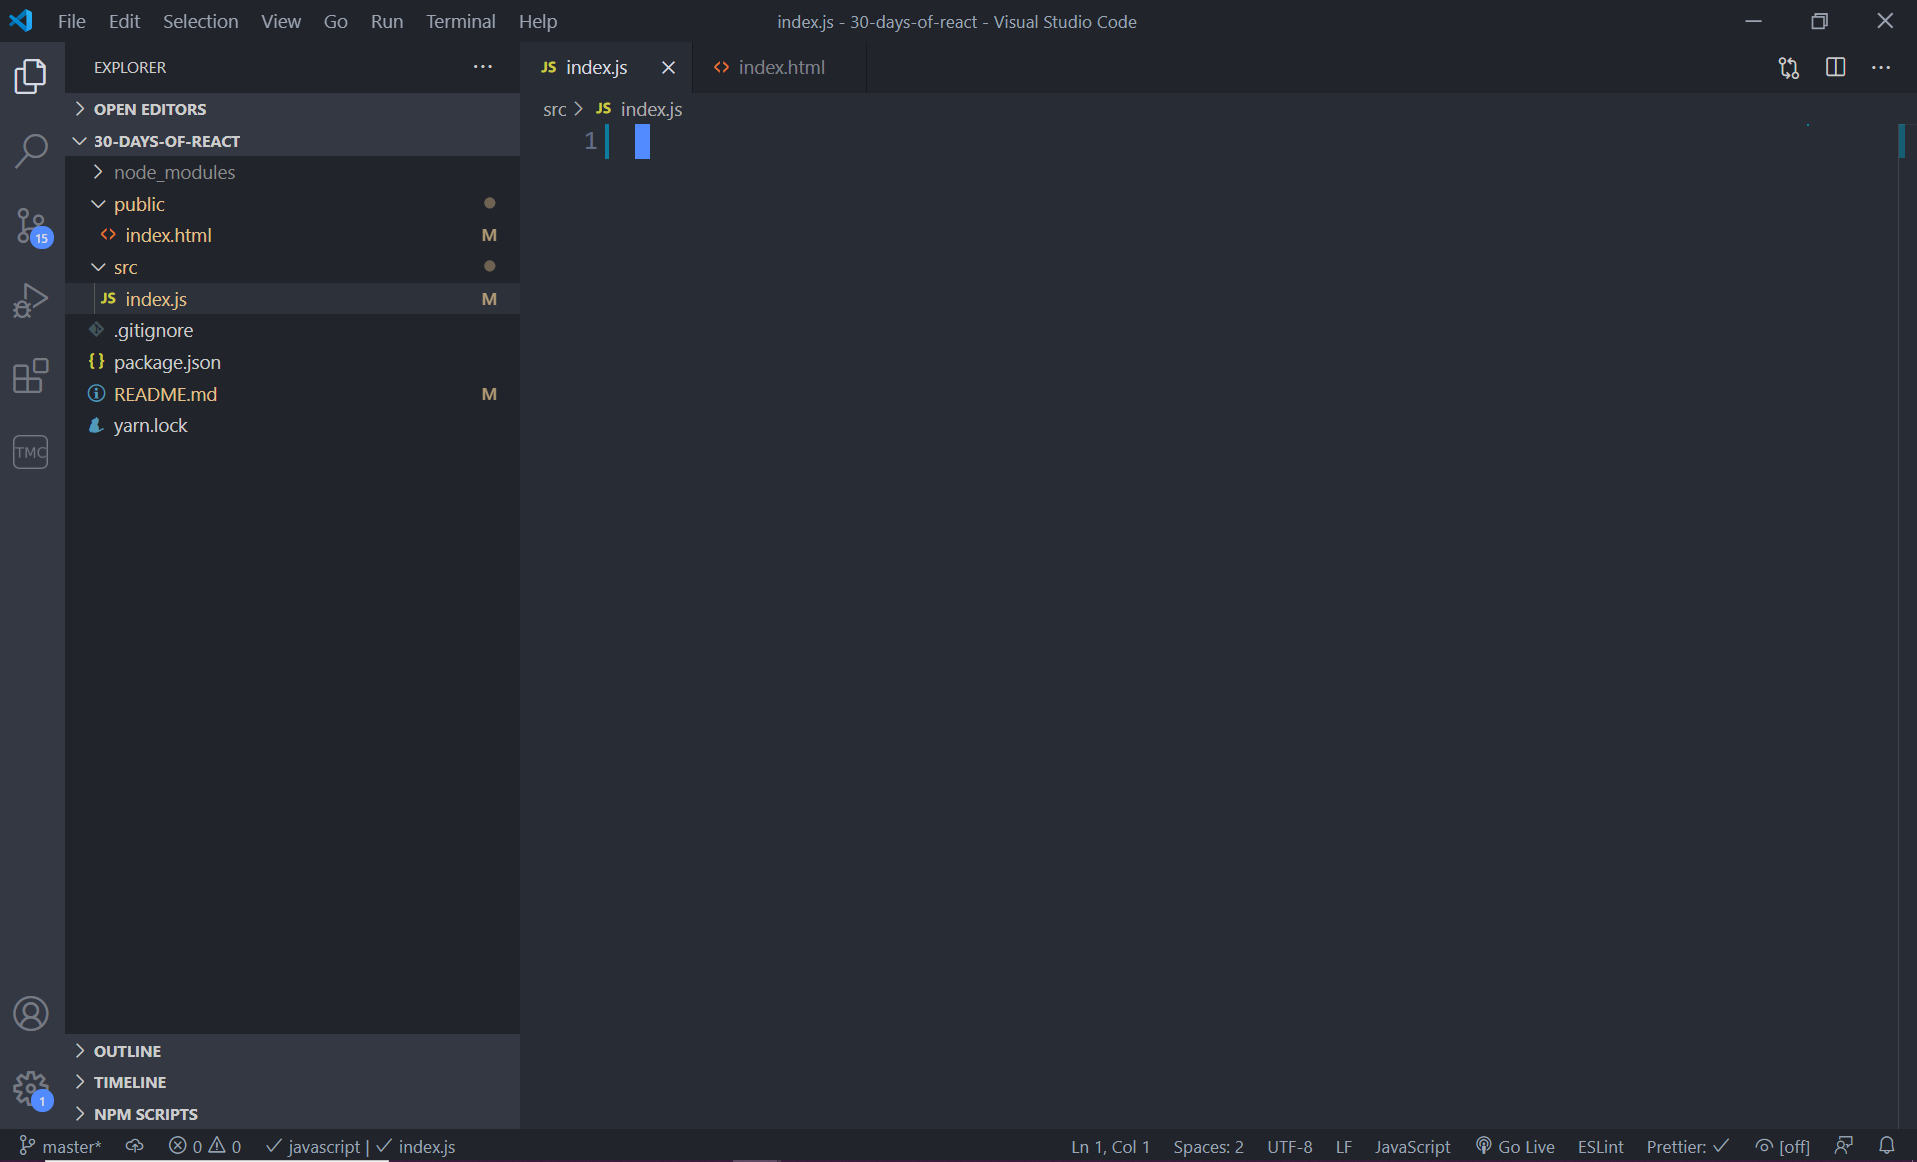 File Edit Selection View Go Run Terminal Help
index.js - 30-days-of-react - Visual Studio Code
EXPLORER
OPEN EDITORS
30-DAYS-OF-REACT
node_modules
public
index.html M
src
JS index.js M
.gitignore
{} package.json
README.md M
yarn.lock
15
TMC
1
OUTLINE
TIMELINE
NPM SCRIPTS
JS index.js
index.html
src JS index.js
1
master* 0 0 javascript | index.js
Ln 1, Col 1 Spaces: 2 UTF-8 LF JavaScript Go Live ESLint Prettier: [off]